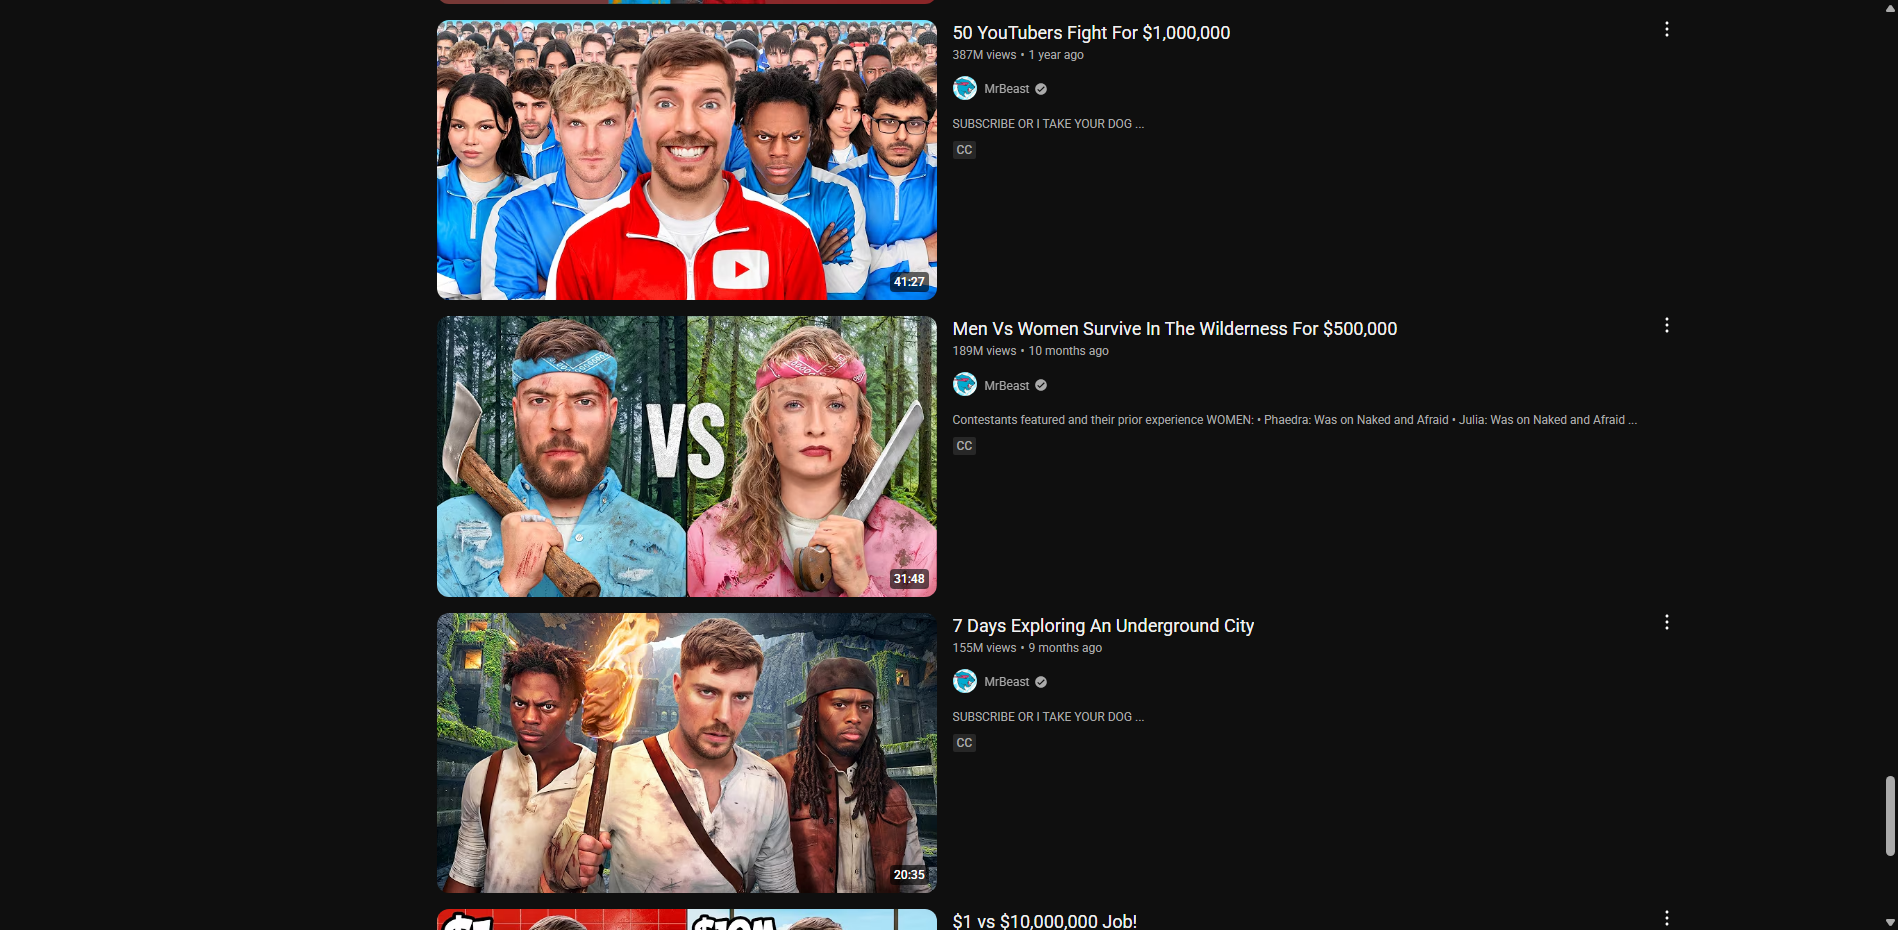 50 YouTubers Fight For $1,000,000
387M views • 1 year ago
MrBeast
SUBSCRIBE OR I TAKE YOUR DOG ...
CC
41:27
Men Vs Women Survive In The Wilderness For $500,000
189M views • 10 months ago
MrBeast
Contestants featured and their prior experience WOMEN: • Phaedra: Was on Naked and Afraid • Julia: Was on Naked and Afraid ...
CC
VS
31:48
7 Days Exploring An Underground City
155M views • 9 months ago
MrBeast
SUBSCRIBE OR I TAKE YOUR DOG ...
CC
20:35
$1 vs $10,000,000 Job!
$1
$10M